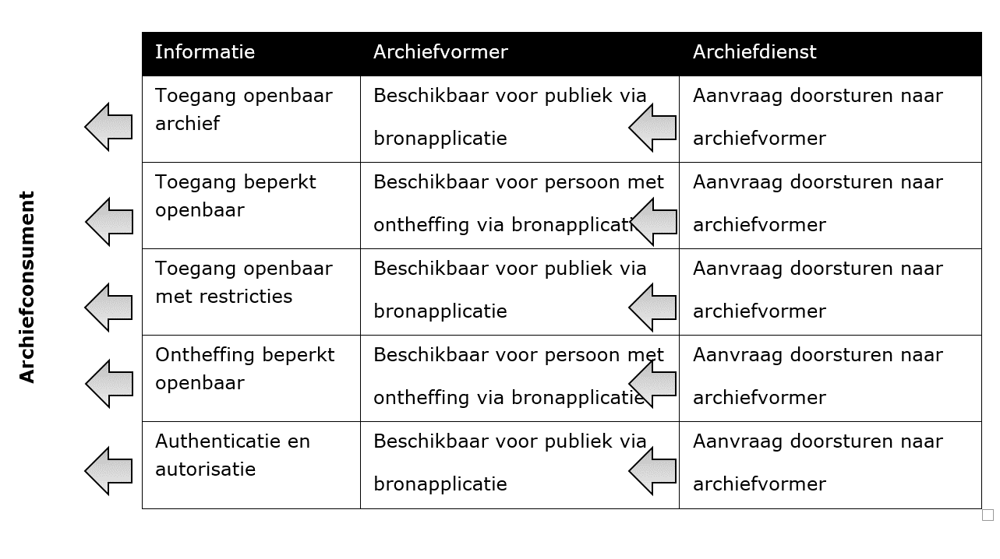 Archiefconsument
Informatie
Archiefvormer
Archiefdienst
Toegang openbaar
archief
Beschikbaar voor publiek via
bronapplicatie
Aanvraag doorsturen naar
archiefvormer
Toegang beperkt
openbaar
Beschikbaar voor persoon met
ontheffing via
Aanvraag doorsturen naar
archiefvormer
Toegang openbaar
met restricties
Beschikbaar voor publiek via
bronapplicatie
Aanvraag doorsturen naar
archiefvormer
Ontheffing beperkt
openbaar
Beschikbaar voor persoon met
ontheffing via bronapplicatie
Aanvraag doorsturen naar
archiefvormer
Authenticatie en
autorisatie
Beschikbaar voor publiek via
bronapplicatie
Aanvraag doorsturen naar
archiefvormer